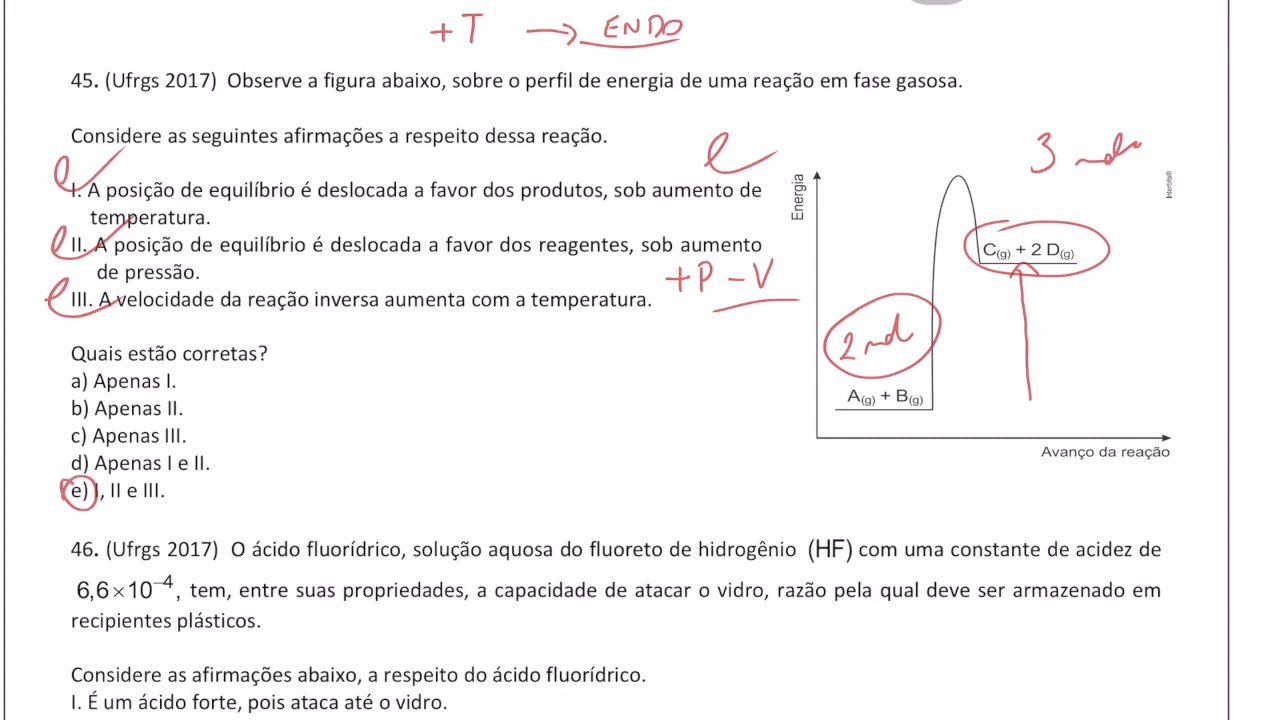 +T → ENDO
45. (Ufrgs 2017) Observe a figura abaixo, sobre o perfil de energia de uma reação em fase gasosa.
Considere as seguintes afirmações a respeito dessa reação.
I. A posição de equilíbrio é deslocada a favor dos produtos, sob aumento de
temperatura.
II. A posição de equilíbrio é deslocada a favor dos reagentes, sob aumento
de pressão.
III. A velocidade da reação inversa aumenta com a temperatura.
+P -V
Quais estão corretas?
a) Apenas I.
b) Apenas II.
c) Apenas III.
d) Apenas I e II.
e) I, II e III.
3 mols
Energia
Interbits®
C(g) + 2 D(g)
2 mol
A(g) + B(g)
Avanço da reação
46. (Ufrgs 2017) O ácido fluorídrico, solução aquosa do fluoreto de hidrogênio (HF) com uma constante de acidez de
6,6×10⁻⁴, tem, entre suas propriedades, a capacidade de atacar o vidro, razão pela qual deve ser armazenado em
recipientes plásticos.
Considere as afirmações abaixo, a respeito do ácido fluorídrico.
I. É um ácido forte, pois ataca até o vidro.